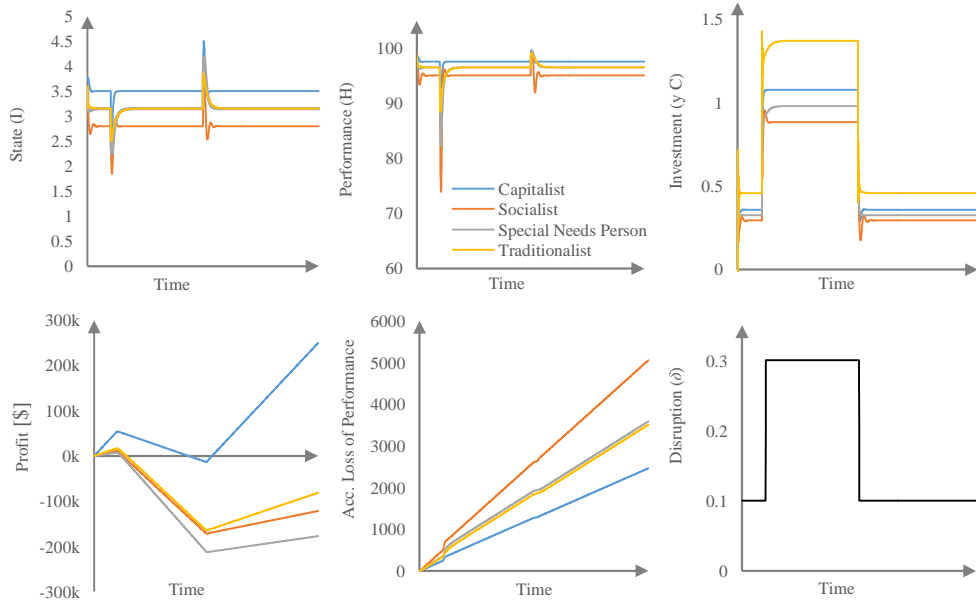 State (I)
5
4.5
4
3.5
3
2.5
2
1.5
1
0.5
0
Time
Performance (H)
100
90
80
70
60
Capitalist
Socialist
Special Needs Person
Traditionalist
Time
Investment (y C)
1.5
1
0.5
0
Time
Profit [$]
300k
200k
100k
0k
-100k
-200k
-300k
Time
Acc. Loss of Performance
6000
5000
4000
3000
2000
1000
0
Time
Disruption (δ)
0.3
0.2
0.1
0
Time